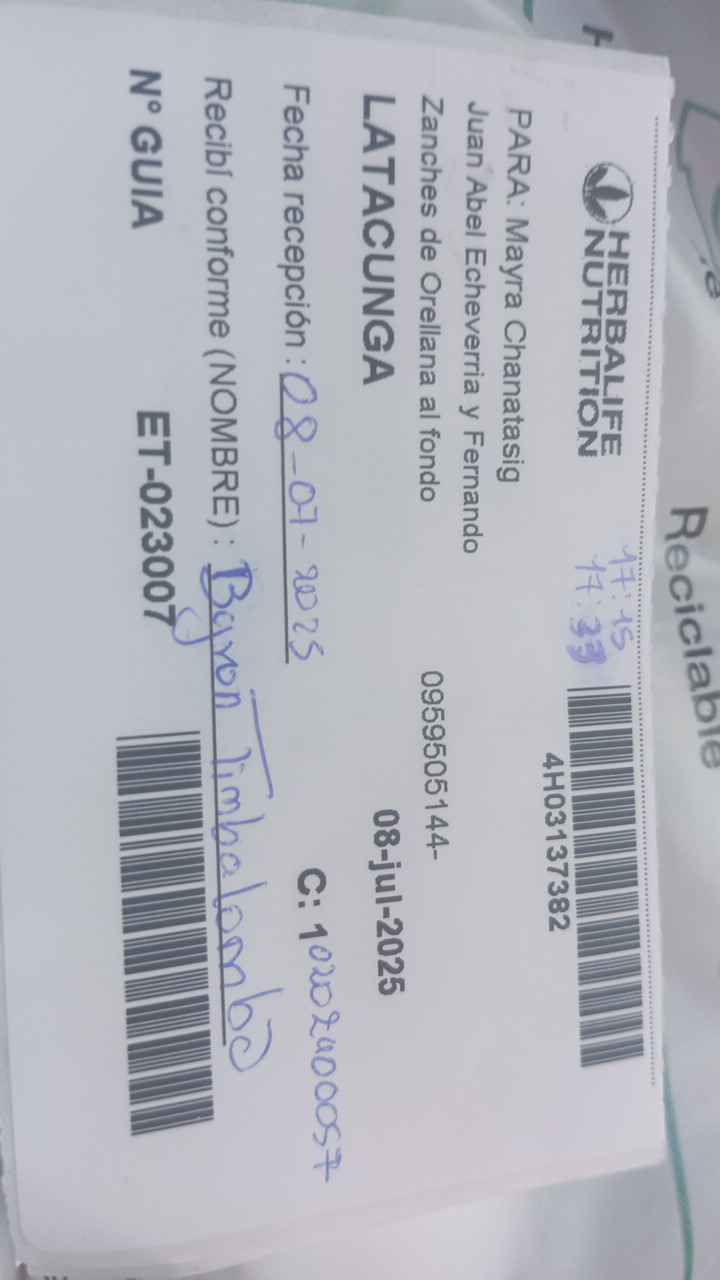 Reciclable
HERBALIFE
NUTRITION
17:15
17:33
4H03137382
PARA: Mayra Chanatasig
Juan Abel Echeverria y Fernando
Zanches de Orellana al fondo 0959505144-
LATACUNGA 08-jul-2025
Fecha recepción : 08-07-2025 C: 1
Recibí conforme (NOMBRE) : Bayron Timbalombo
Nº GUIA ET-023007